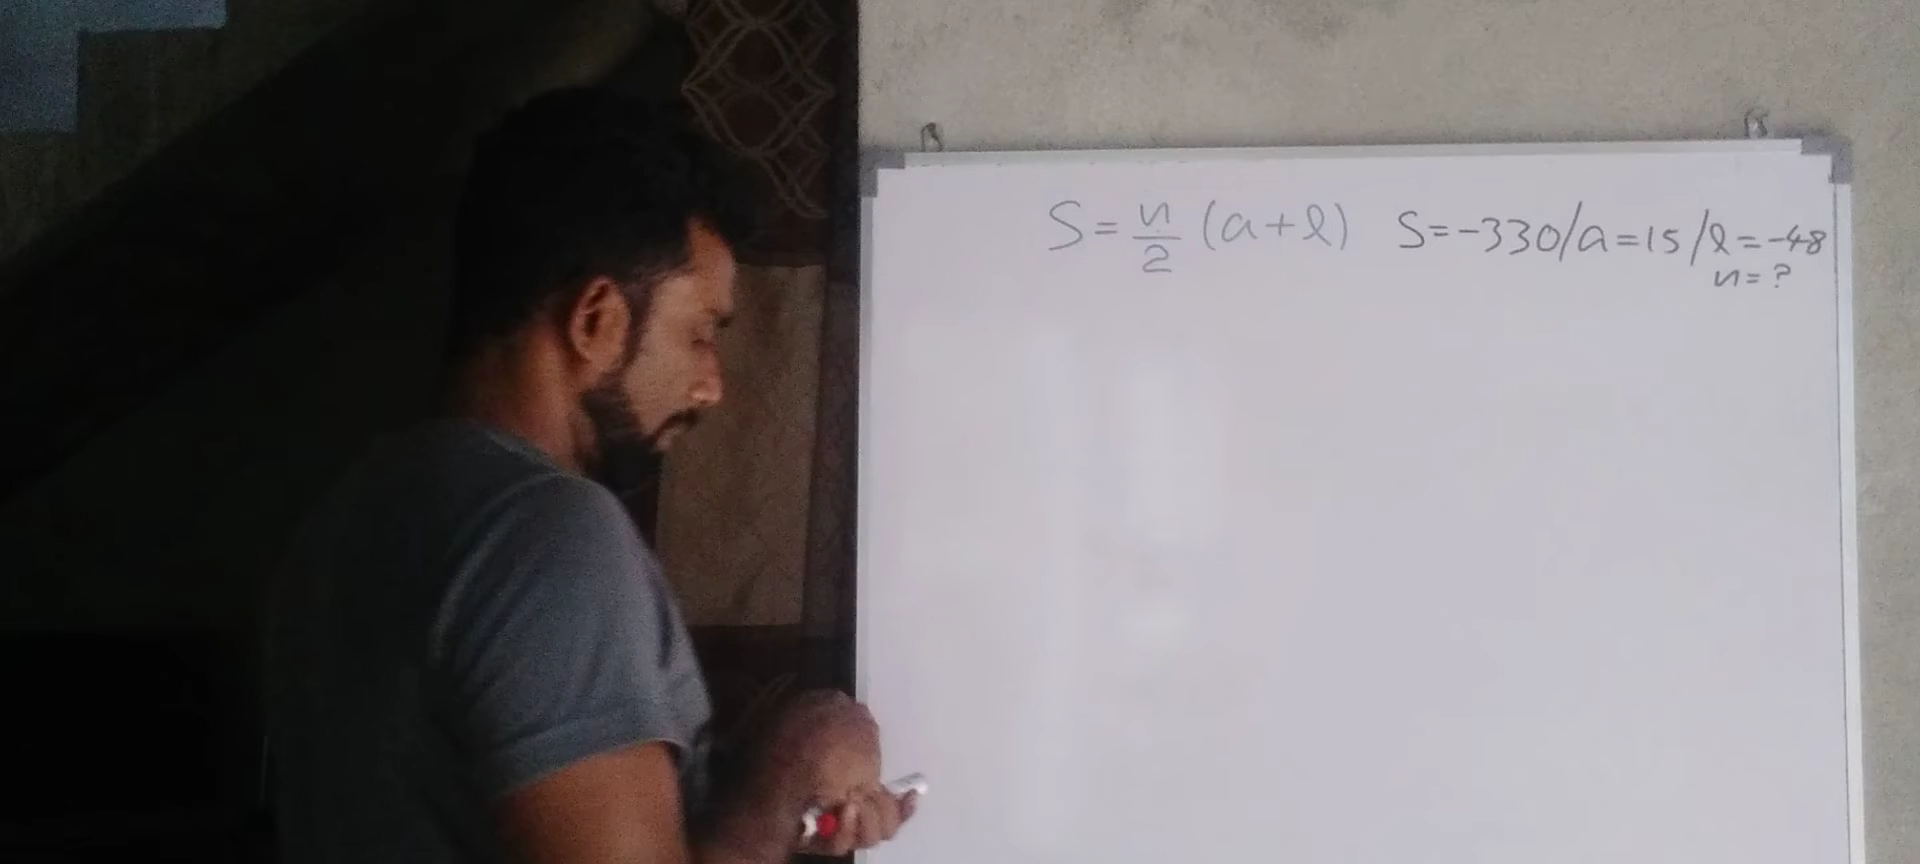 S = n/2 (a+l) S=-330/a=15/l=-48
n=?